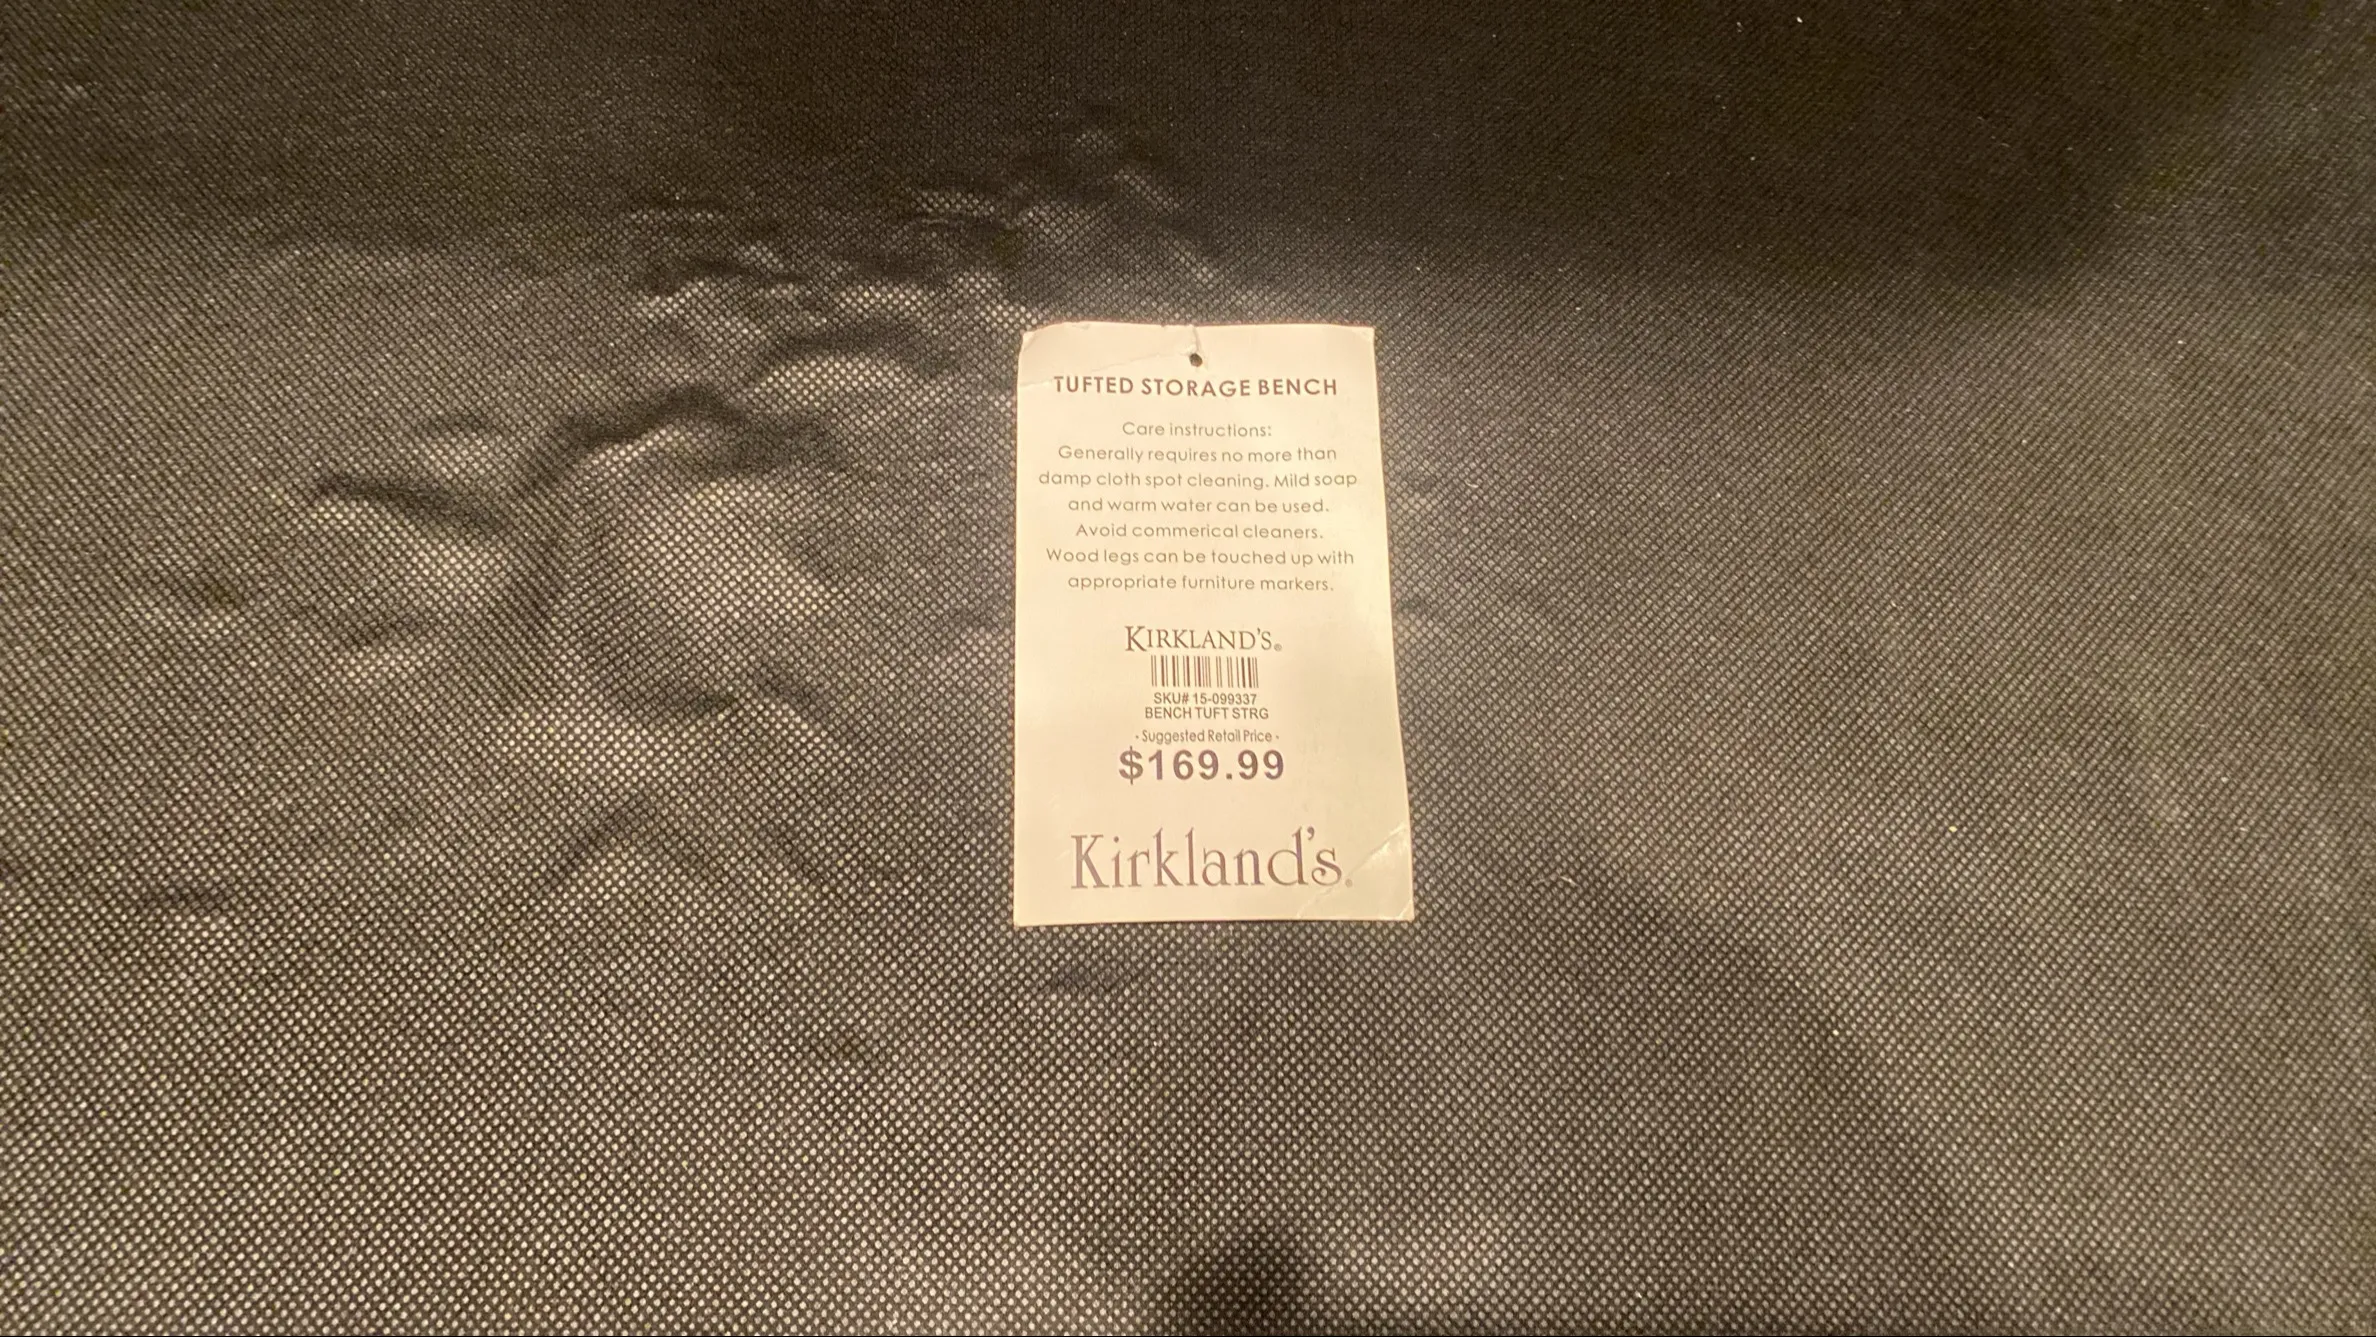 TUFTED STORAGE BENCH
Care instructions:
Generally requires no more than
damp cloth spot cleaning. Mild soap
and warm water can be used.
Avoid commerical cleaners.
Wood legs can be touched up with
appropriate furniture markers.
KIRKLAND'S®
SKU# 15-099337
BENCH TUFT STRG
· Suggested Retail Price ·
$169.99
Kirkland's®